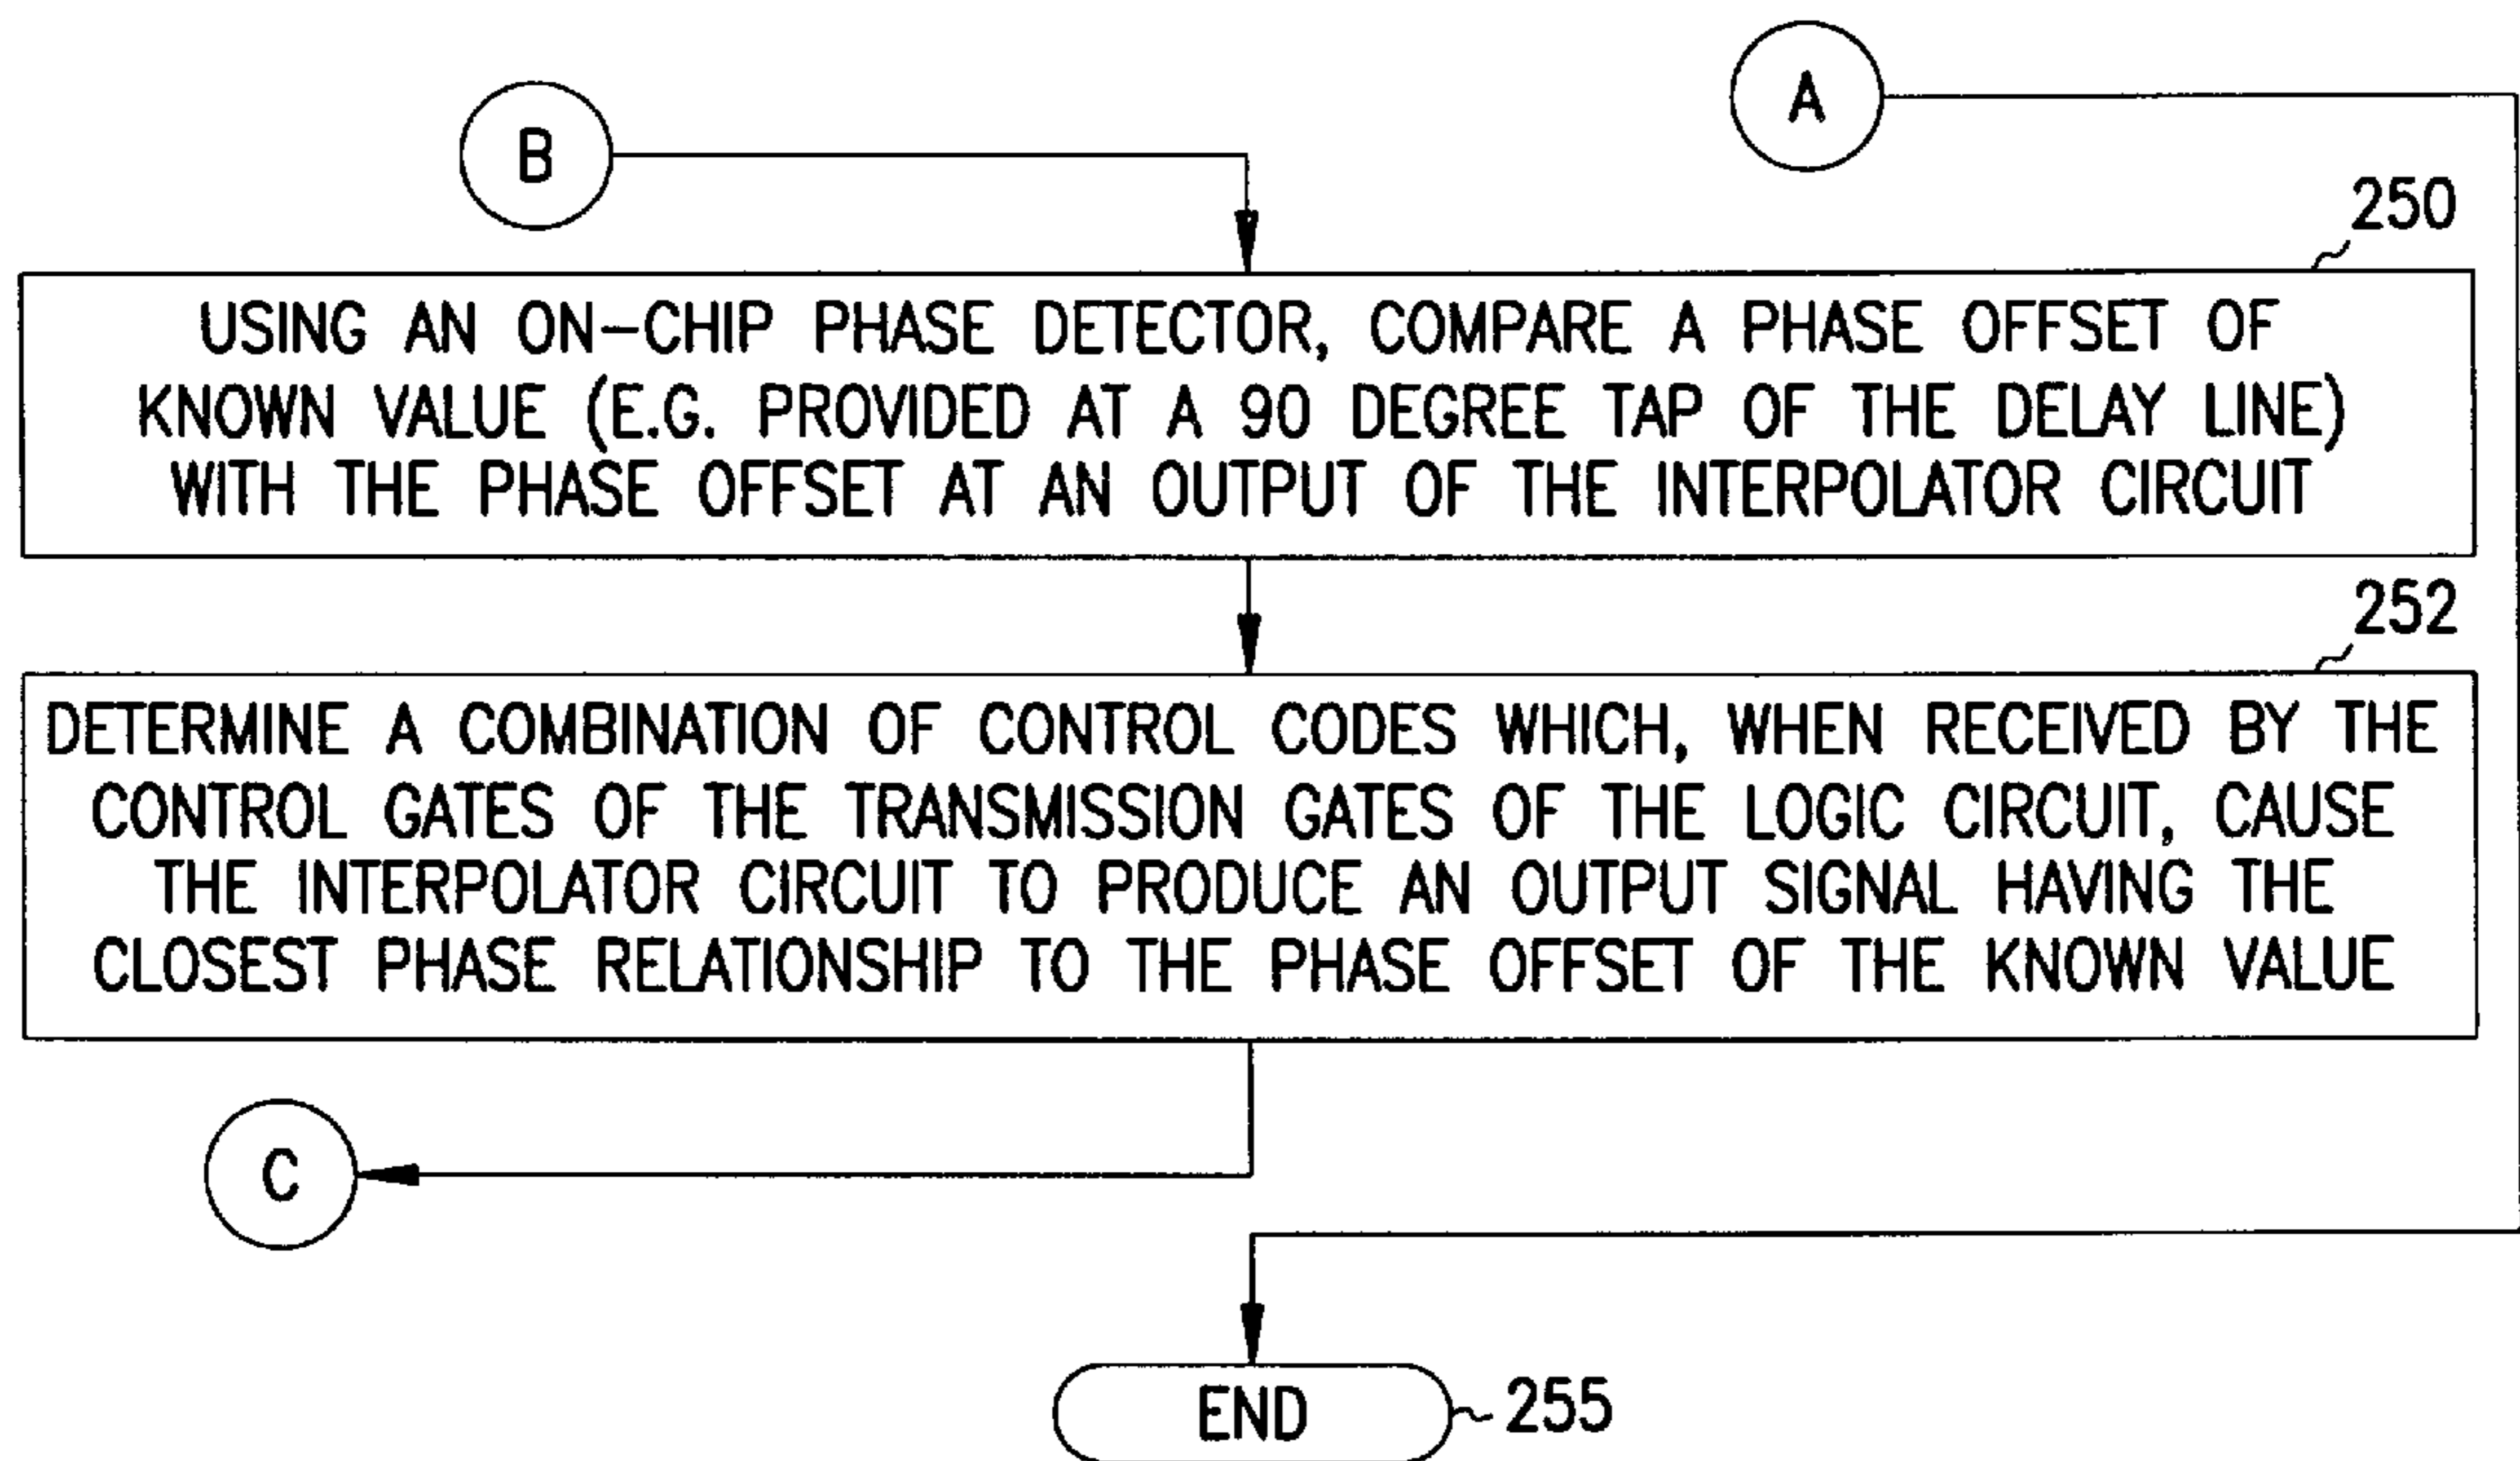 A
B
250
USING AN ON-CHIP PHASE DETECTOR, COMPARE A PHASE OFFSET OF
KNOWN VALUE (E.G. PROVIDED AT A 90 DEGREE TAP OF THE DELAY LINE)
WITH THE PHASE OFFSET AT AN OUTPUT OF THE INTERPOLATOR CIRCUIT
252
DETERMINE A COMBINATION OF CONTROL CODES WHICH, WHEN RECEIVED BY THE
CONTROL GATES OF THE TRANSMISSION GATES OF THE LOGIC CIRCUIT, CAUSE
THE INTERPOLATOR CIRCUIT TO PRODUCE AN OUTPUT SIGNAL HAVING THE
CLOSEST PHASE RELATIONSHIP TO THE PHASE OFFSET OF THE KNOWN VALUE
C
END
255